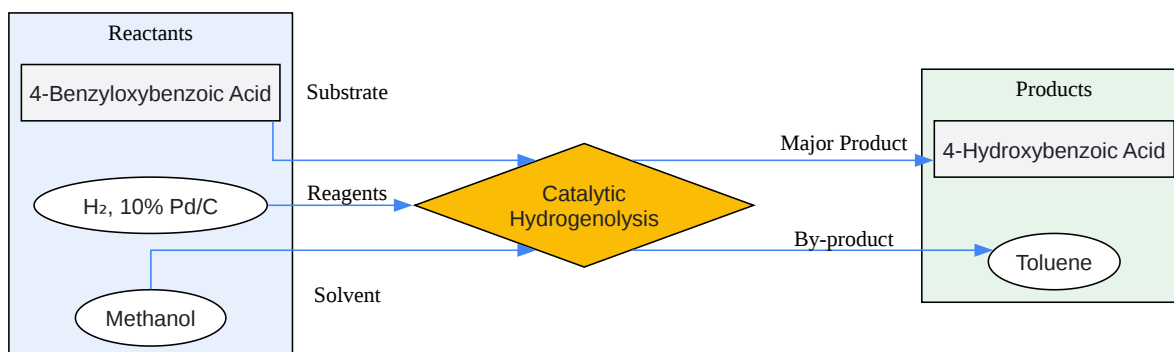 Reactants
4-Benzyloxybenzoic Acid
Substrate
Products
Major Product
4-Hydroxybenzoic Acid
H₂, 10% Pd/C
Reagents
Catalytic
Hydrogenolysis
By-product
Toluene
Solvent
Methanol